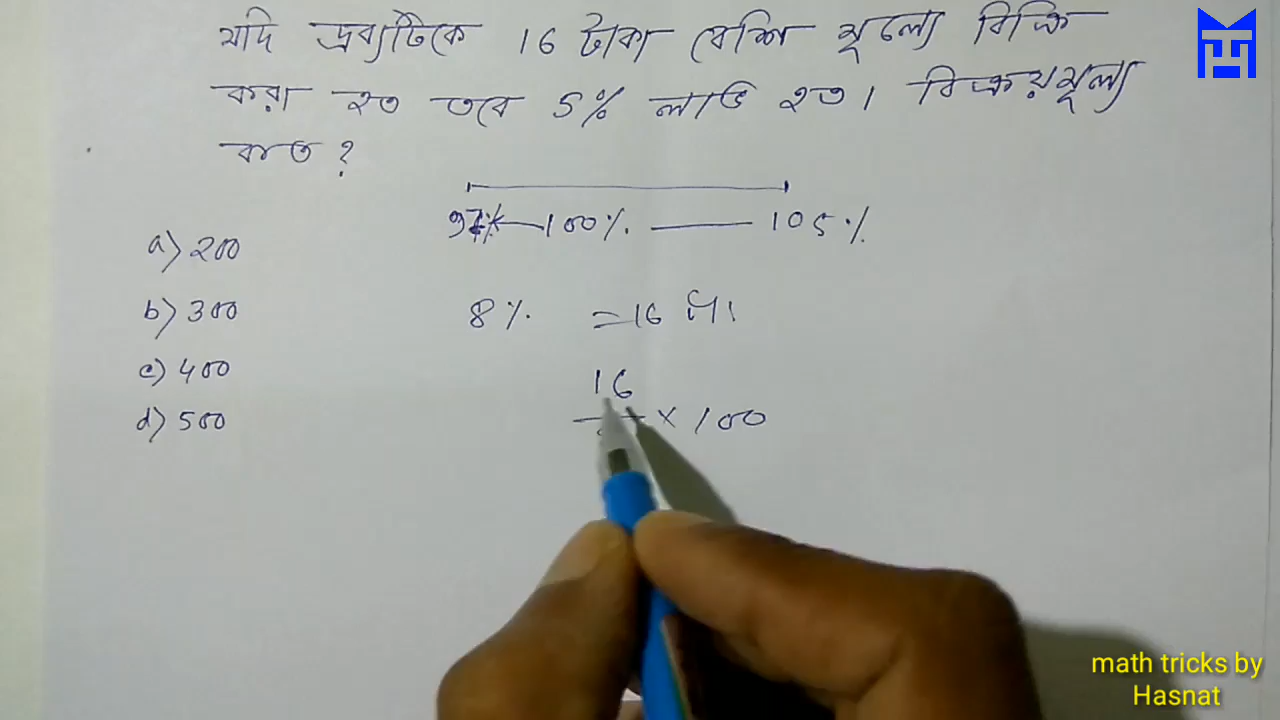 যদি দ্রব্যটিকে 16 টাকা বেশি মূল্যে বিক্রি
করা হত তবে 5% লাভ হত। বিক্রয়মূল্য
কত?
97% — 100% — 105%
a) 200
b) 300
8% = 16 টা
c) 400
16
d) 500
× 100
math tricks by
Hasnat